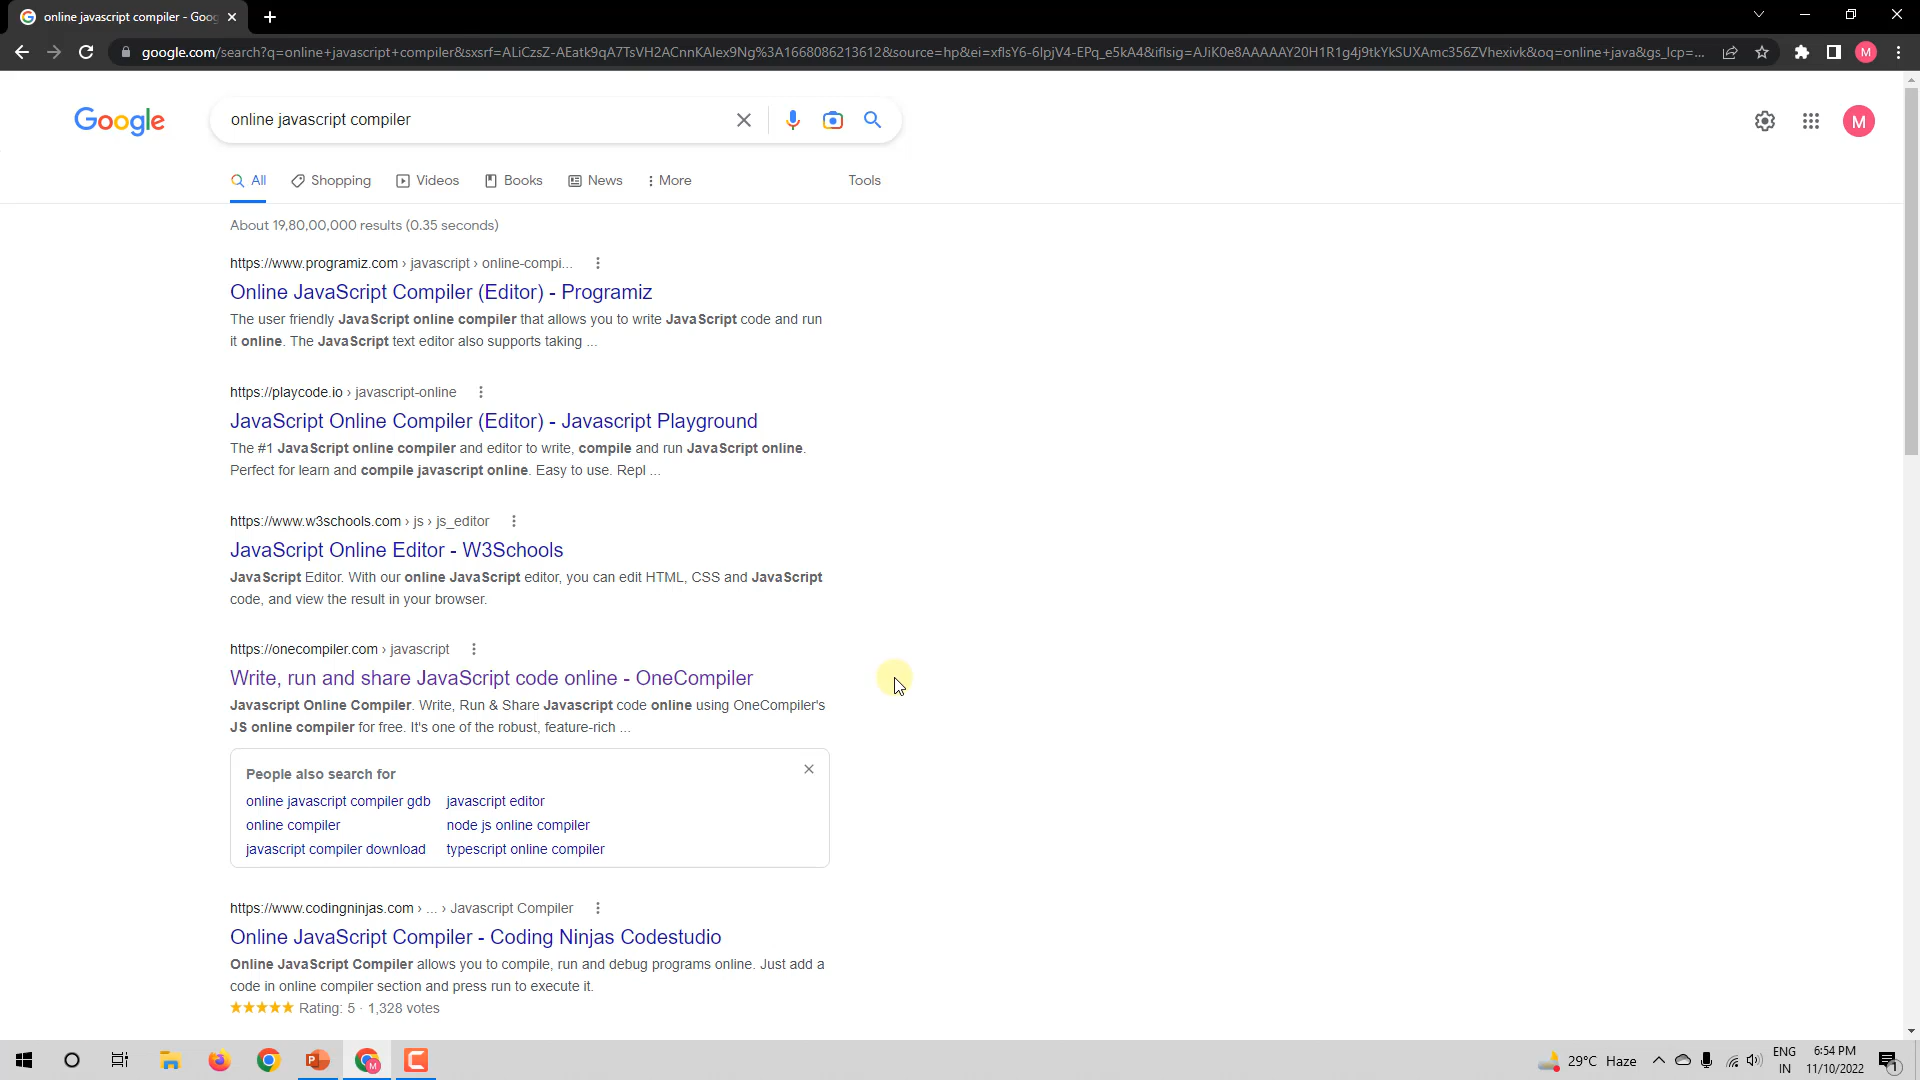 online javascript compiler - Goog
google.com/search?q=online+javascript+compiler&sxsrf=ALiCzsZ-AEatk9qA7TsVH2ACnnKAlex9Ng%3A1668086213612&source=hp&ei=xflsY6-6IpjV4-EPq_e5kA4&iflsig=AJiK0e8AAAAAY20H1R1g4j9tkYkSUXAmc356ZVhexivk&oq=online+java&gs_lcp=...
M
Google
online javascript compiler
M
All
Shopping
Videos
Books
News
More
Tools
About 19,80,00,000 results (0.35 seconds)
https://www.programiz.com › javascript › online-compi...
Online JavaScript Compiler (Editor) - Programiz
The user friendly JavaScript online compiler that allows you to write JavaScript code and run
it online. The JavaScript text editor also supports taking ...
https://playcode.io › javascript-online
JavaScript Online Compiler (Editor) - Javascript Playground
The #1 JavaScript online compiler and editor to write, compile and run JavaScript online.
Perfect for learn and compile javascript online. Easy to use. Repl ...
https://www.w3schools.com › js › js_editor
JavaScript Online Editor - W3Schools
JavaScript Editor. With our online JavaScript editor, you can edit HTML, CSS and JavaScript
code, and view the result in your browser.
https://onecompiler.com › javascript
Write, run and share JavaScript code online - OneCompiler
Javascript Online Compiler. Write, Run & Share Javascript code online using OneCompiler's
JS online compiler for free. It's one of the robust, feature-rich ...
People also search for
online javascript compiler gdb
javascript editor
online compiler
node js online compiler
javascript compiler download
typescript online compiler
https://www.codingninjas.com › ... › Javascript Compiler
Online JavaScript Compiler - Coding Ninjas Codestudio
Online JavaScript Compiler allows you to compile, run and debug programs online. Just add a
code in online compiler section and press run to execute it.
Rating: 5 · 1,328 votes
29°C Haze
ENG
IN
6:54 PM
11/10/2022
1